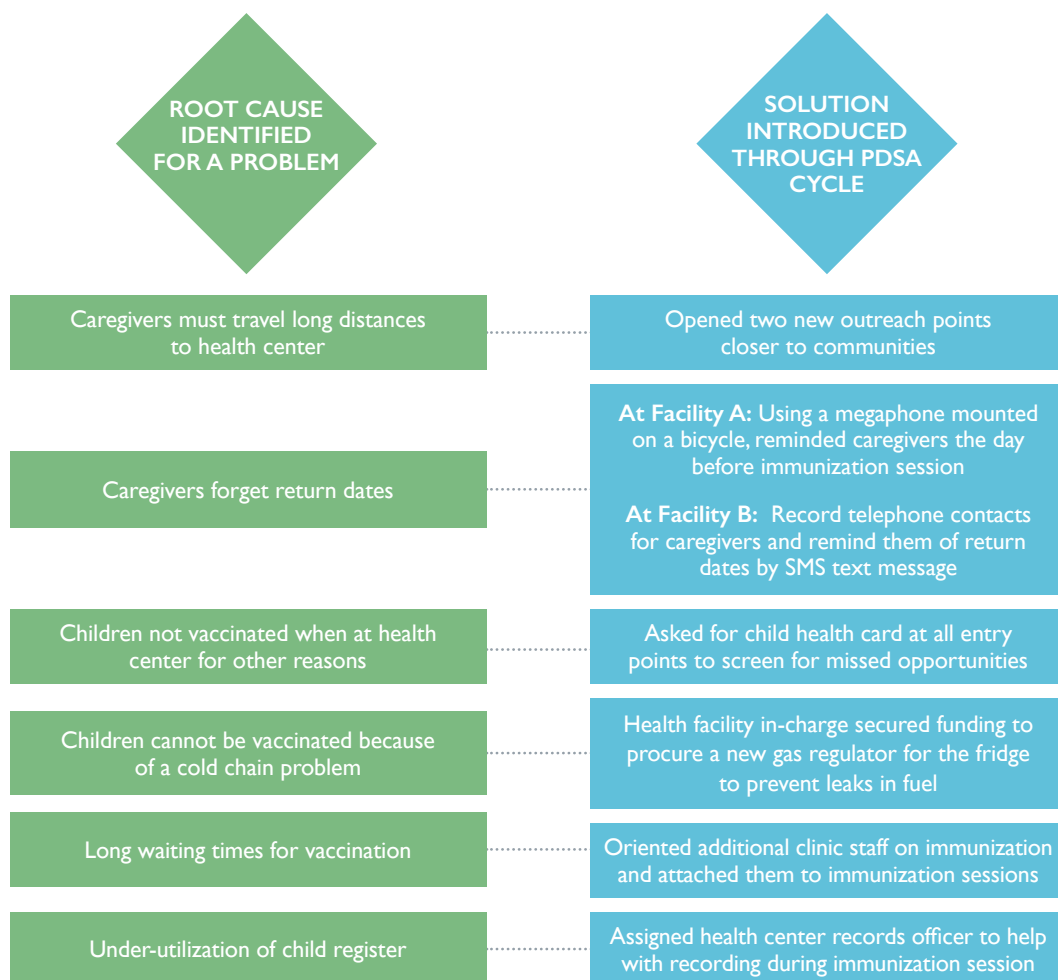 ROOT CAUSE
IDENTIFIED
FOR A PROBLEM
SOLUTION
INTRODUCED
THROUGH PDSA
CYCLE
Caregivers must travel long distances
to health center
Opened two new outreach points
closer to communities
Caregivers forget return dates
At Facility A: Using a megaphone mounted
on a bicycle, reminded caregivers the day
before immunization session
At Facility B: Record telephone contacts
for caregivers and remind them of return
dates by SMS text message
Children not vaccinated when at health
center for other reasons
Asked for child health card at all entry
points to screen for missed opportunities
Children cannot be vaccinated because
of a cold chain problem
Health facility in-charge secured funding to
procure a new gas regulator for the fridge
to prevent leaks in fuel
Long waiting times for vaccination
Oriented additional clinic staff on immunization
and attached them to immunization sessions
Under-utilization of child register
Assigned health center records officer to help
with recording during immunization session